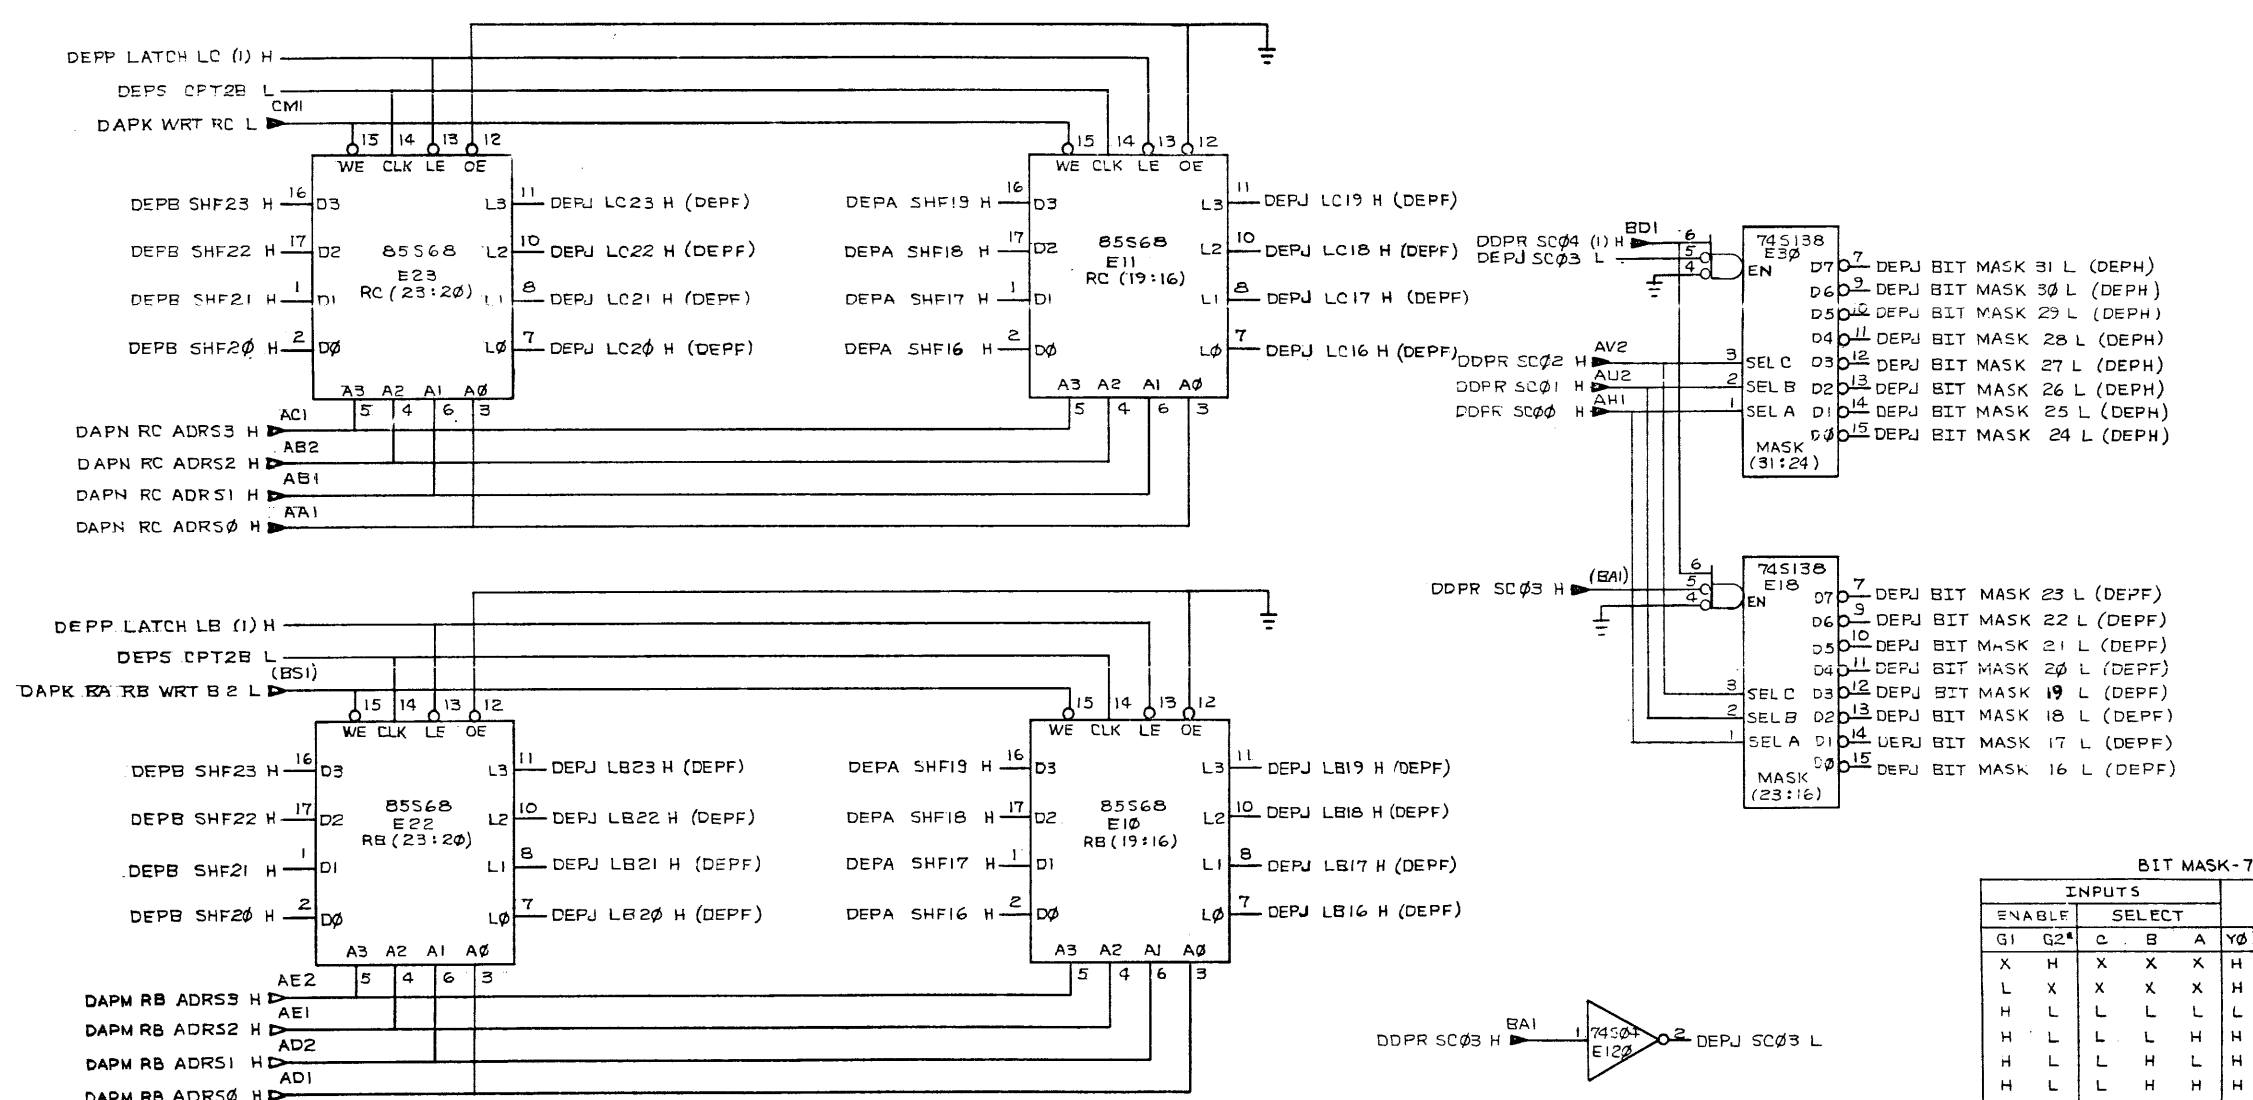 DEPP LATCH LC (1) H
DEPS CPT2B L
CM1
DAPK WRT RC L
15 14 13 12
WE CLK LE OE
DEPB SHF23 H 16 D3
L3 11 DEPJ LC23 H (DEPF)
DEPB SHF22 H 17 D2
85S68
L2 10 DEPJ LC22 H (DEPF)
E23
RC (23:20)
DEPB SHF21 H 1 D1
L1 8 DEPJ LC21 H (DEPF)
DEPB SHF2Ø H 2 DØ
LØ 7 DEPJ LC2Ø H (DEPF)
A3 A2 A1 AØ
5 4 6 3
AC1
DAPN RC ADRS3 H
AB2
DAPN RC ADRS2 H
AB1
DAPN RC ADRS1 H
AA1
DAPN RC ADRSØ H
15 14 13 12
WE CLK LE OE
DEPA SHF19 H 16 D3
L3 11 DEPJ LC19 H (DEPF)
DEPA SHF18 H 17 D2
85S68
L2 10 DEPJ LC18 H (DEPF)
E11
RC (19:16)
DEPA SHF17 H 1 D1
L1 8 DEPJ LC17 H (DEPF)
DEPA SHF16 H 2 DØ
LØ 7 DEPJ LC16 H (DEPF)
A3 A2 A1 AØ
5 4 6 3
BD1
DDPR SCØ4 (1) H 6
DEPJ SCØ3 L 5
4
EN
74S138
E3Ø
D7 7 DEPJ BIT MASK 31 L (DEPH)
D6 9 DEPJ BIT MASK 3Ø L (DEPH)
D5 10 DEPJ BIT MASK 29 L (DEPH)
D4 11 DEPJ BIT MASK 28 L (DEPH)
D3 12 DEPJ BIT MASK 27 L (DEPH)
D2 13 DEPJ BIT MASK 26 L (DEPH)
D1 14 DEPJ BIT MASK 25 L (DEPH)
DØ 15 DEPJ BIT MASK 24 L (DEPH)
DDPR SCØ2 H AV2 3 SEL C
DDPR SCØ1 H AU2 2 SEL B
DDPR SCØØ H AH1 1 SEL A
MASK
(31:24)
DDPR SCØ3 H (BA1)
6
5
4
EN
74S138
E18
D7 7 DEPJ BIT MASK 23 L (DEPF)
D6 9 DEPJ BIT MASK 22 L (DEPF)
D5 10 DEPJ BIT MASK 21 L (DEPF)
D4 11 DEPJ BIT MASK 2Ø L (DEPF)
3 SEL C D3 12 DEPJ BIT MASK 19 L (DEPF)
2 SEL B D2 13 DEPJ BIT MASK 18 L (DEPF)
1 SEL A D1 14 DEPJ BIT MASK 17 L (DEPF)
DØ 15 DEPJ BIT MASK 16 L (DEPF)
MASK
(23:16)
DEPP LATCH LB (1) H
DEPS CPT2B L
(BS1)
DAPK RA RB WRT B 2 L
15 14 13 12
WE CLK LE OE
DEPB SHF23 H 16 D3
L3 11 DEPJ LB23 H (DEPF)
DEPB SHF22 H 17 D2
85S68
L2 10 DEPJ LB22 H (DEPF)
E22
RB (23:2Ø)
DEPB SHF21 H 1 D1
L1 8 DEPJ LB21 H (DEPF)
DEPB SHF2Ø H 2 DØ
LØ 7 DEPJ LB2Ø H (DEPF)
A3 A2 A1 AØ
5 4 6 3
AE2
DAPM RB ADRS3 H
AE1
DAPM RB ADRS2 H
AD2
DAPM RB ADRS1 H
AD1
DAPM RB ADRSØ H
15 14 13 12
WE CLK LE OE
DEPA SHF19 H 16 D3
L3 11 DEPJ LB19 H (DEPF)
DEPA SHF18 H 17 D2
85S68
L2 10 DEPJ LB18 H (DEPF)
E1Ø
RB (19:16)
DEPA SHF17 H 1 D1
L1 8 DEPJ LB17 H (DEPF)
DEPA SHF16 H 2 DØ
LØ 7 DEPJ LB16 H (DEPF)
A3 A2 A1 AØ
5 4 6 3
DDPR SCØ3 H BA1 1 74S04 2 DEPJ SCØ3 L
E12Ø
BIT MASK-7
INPUTS
ENABLE SELECT
G1 G2* C B A YØ
X H X X X H
L X X X X H
H L L L L L
H L L L H H
H L L H L H
H L L H H H